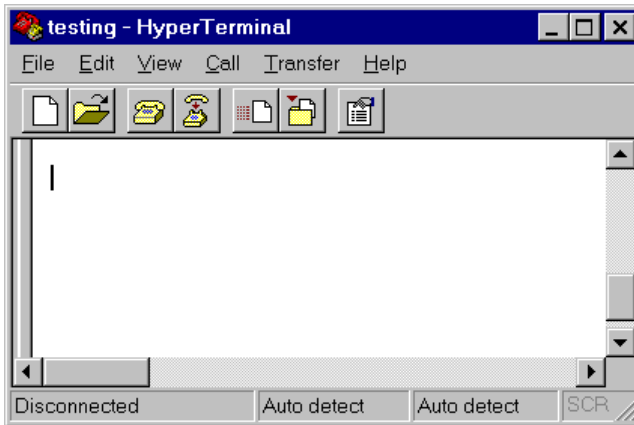 testing - HyperTerminal
File Edit View Call Transfer Help
Disconnected Auto detect Auto detect SCR